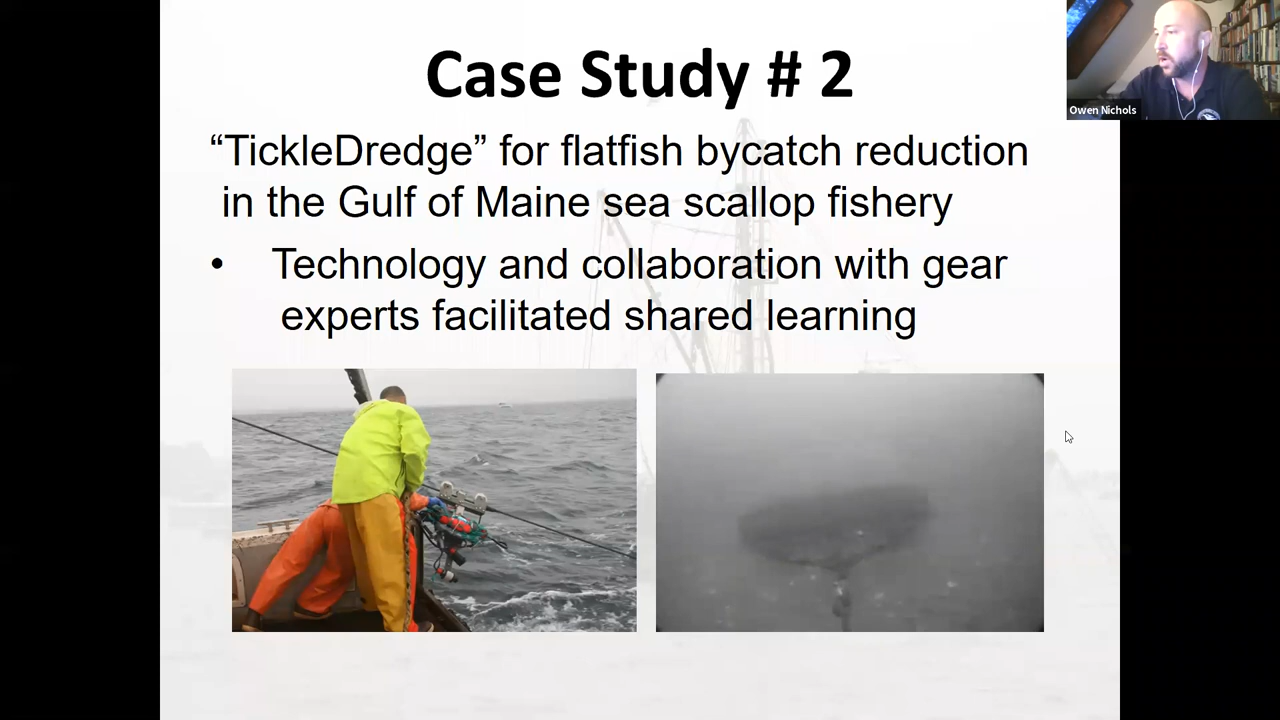 Case Study # 2
Owen Nichols
“TickleDredge” for flatfish bycatch reduction
in the Gulf of Maine sea scallop fishery
• Technology and collaboration with gear
experts facilitated shared learning